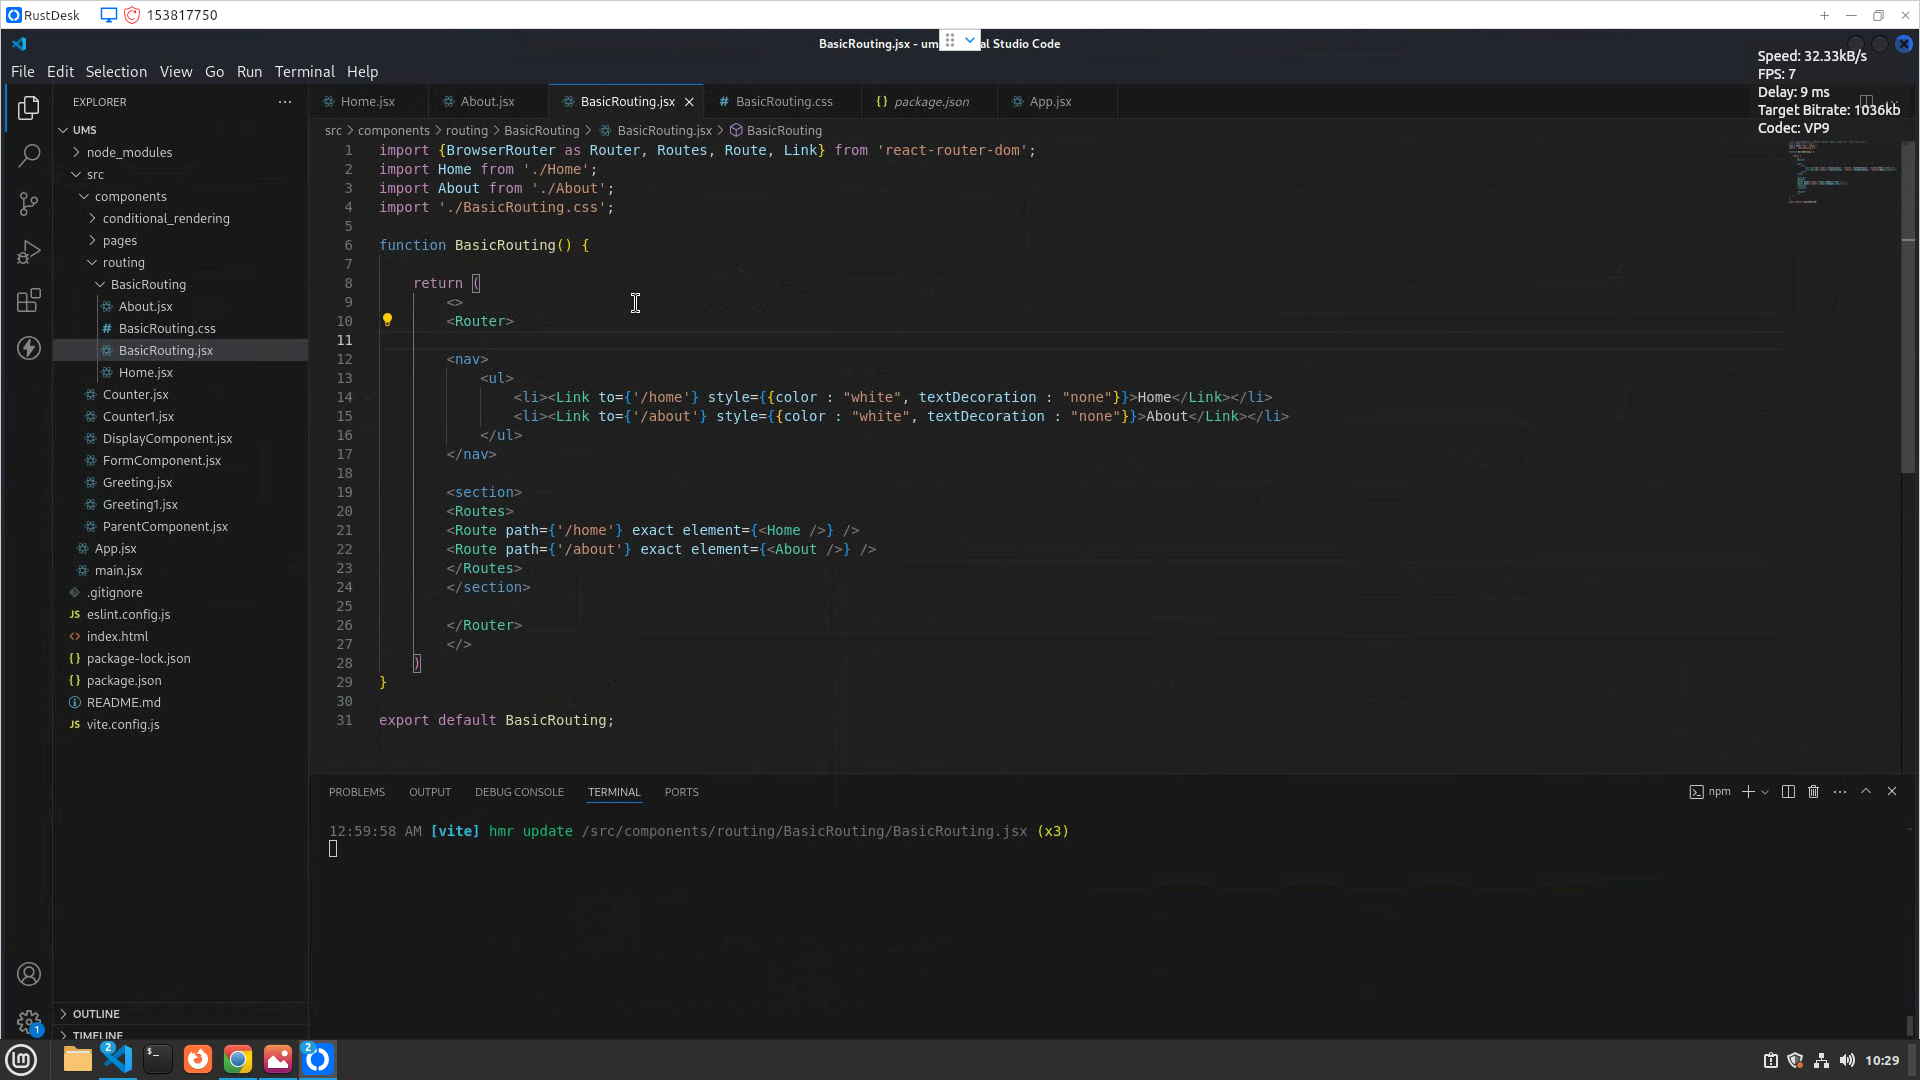 RustDesk 153817750
BasicRouting.jsx - um al Studio Code
File Edit Selection View Go Run Terminal Help
Speed: 32.33kB/s
FPS: 7
Delay: 9 ms
Target Bitrate: 1036kb
Codec: VP9
EXPLORER
UMS
node_modules
src
components
conditional_rendering
pages
routing
BasicRouting
About.jsx
# BasicRouting.css
BasicRouting.jsx
Home.jsx
Counter.jsx
Counter1.jsx
DisplayComponent.jsx
FormComponent.jsx
Greeting.jsx
Greeting1.jsx
ParentComponent.jsx
App.jsx
main.jsx
.gitignore
JS eslint.config.js
<> index.html
{} package-lock.json
{} package.json
README.md
JS vite.config.js
OUTLINE
TIMELINE
Home.jsx About.jsx BasicRouting.jsx # BasicRouting.css {} package.json App.jsx
src > components > routing > BasicRouting > BasicRouting.jsx > BasicRouting
1 import {BrowserRouter as Router, Routes, Route, Link} from 'react-router-dom';
2 import Home from './Home';
3 import About from './About';
4 import './BasicRouting.css';
5
6 function BasicRouting() {
7
8 return (
9 <>
10 <Router>
11
12 <nav>
13 <ul>
14 <li><Link to={'/home'} style={{color : "white", textDecoration : "none"}}>Home</Link></li>
15 <li><Link to={'/about'} style={{color : "white", textDecoration : "none"}}>About</Link></li>
16 </ul>
17 </nav>
18
19 <section>
20 <Routes>
21 <Route path={'/home'} exact element={<Home />} />
22 <Route path={'/about'} exact element={<About />} />
23 </Routes>
24 </section>
25
26 </Router>
27 </>
28 )
29 }
30
31 export default BasicRouting;
PROBLEMS OUTPUT DEBUG CONSOLE TERMINAL PORTS npm
12:59:58 AM [vite] hmr update /src/components/routing/BasicRouting/BasicRouting.jsx (x3)
1
2 2
lm 10:29